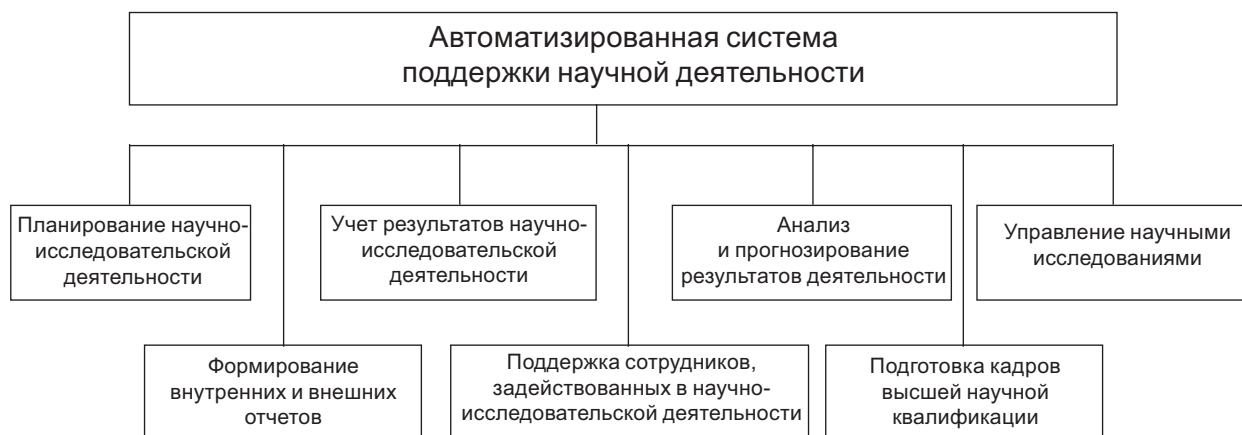 Автоматизированная система
поддержки научной деятельности
Планирование научно-
исследовательской
деятельности
Учет результатов научно-
исследовательской
деятельности
Анализ
и прогнозирование
результатов деятельности
Управление научными
исследованиями
Формирование
внутренних и внешних
отчетов
Поддержка сотрудников,
задействованных в научно-
исследовательской деятельности
Подготовка кадров
высшей научной
квалификации